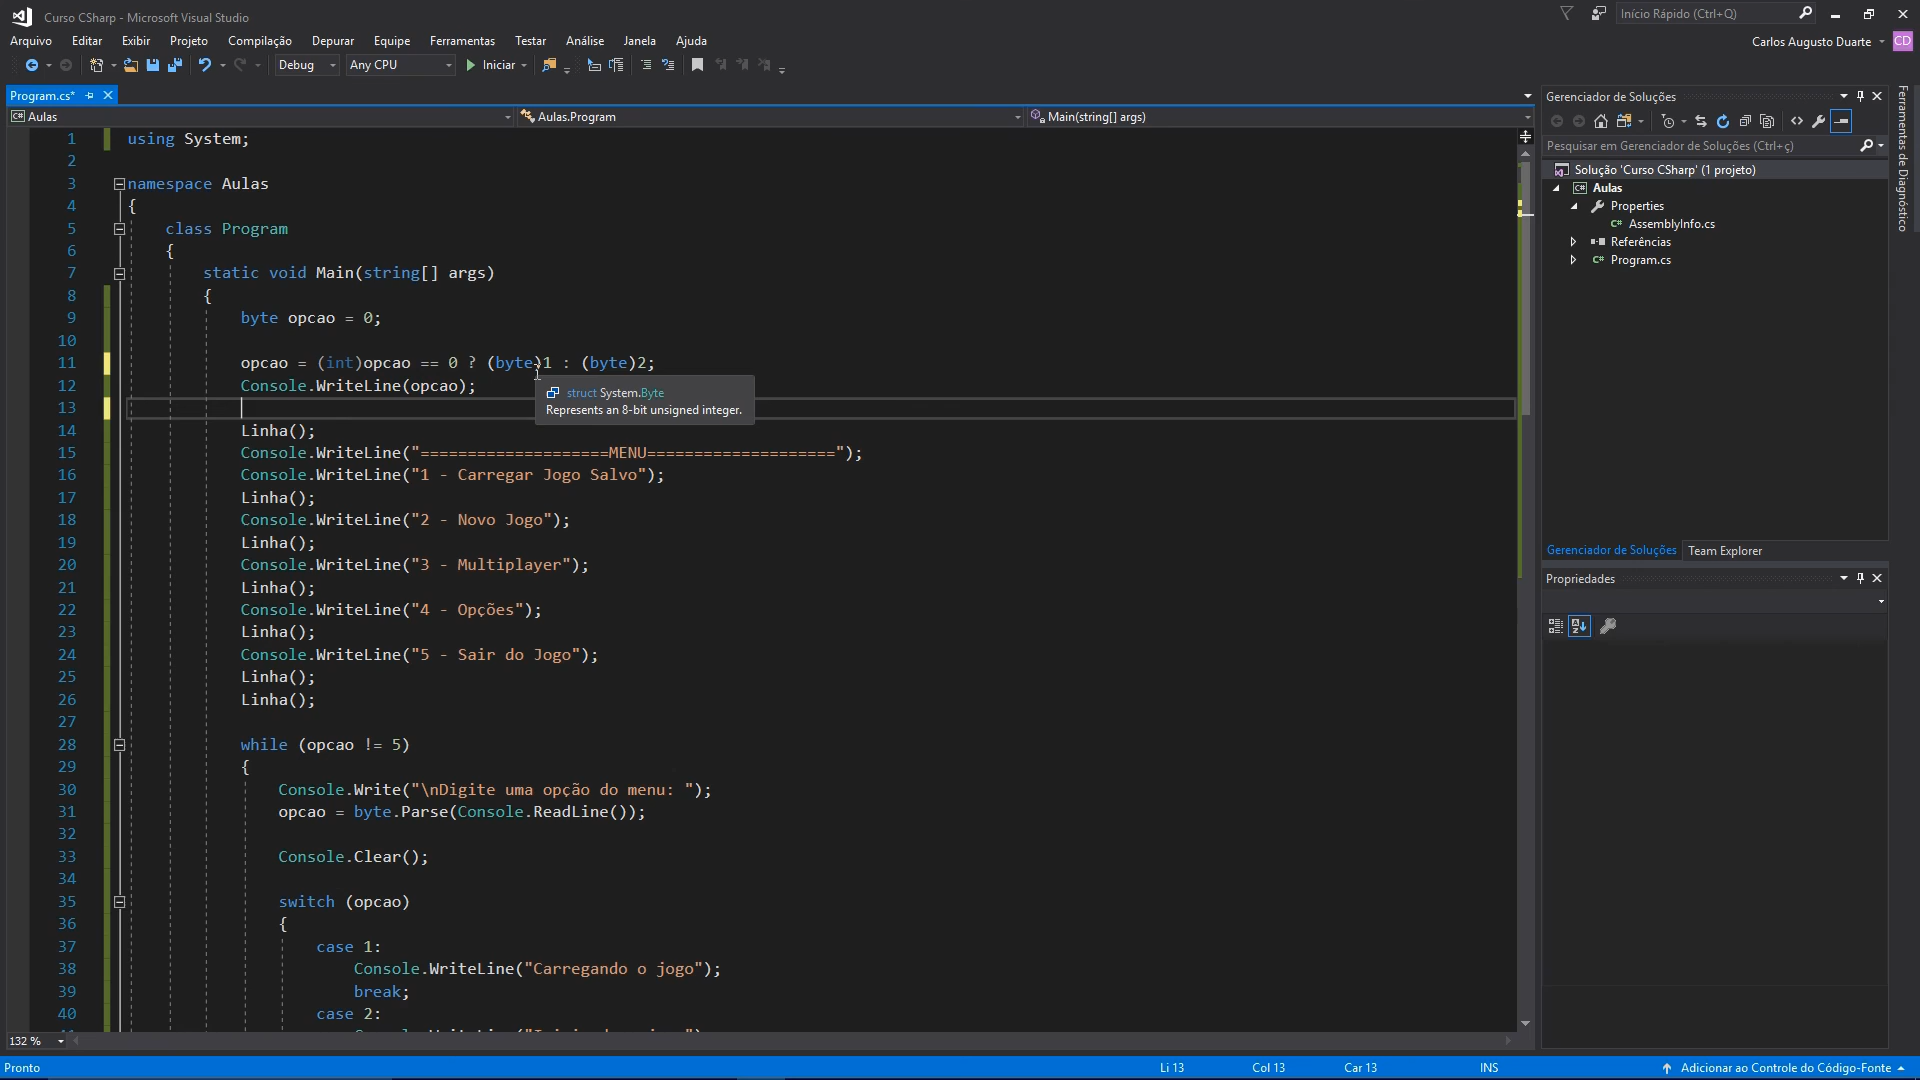 Curso CSharp - Microsoft Visual Studio
Início Rápido (Ctrl+Q)
Arquivo Editar Exibir Projeto Compilação Depurar Equipe Ferramentas Testar Análise Janela Ajuda
Carlos Augusto Duarte CD
Debug Any CPU Iniciar
Program.cs*
Aulas Aulas.Program Main(string[] args)
1 using System;
2
3 namespace Aulas
4 {
5 class Program
6 {
7 static void Main(string[] args)
8 {
9 byte opcao = 0;
10
11 opcao = (int)opcao == 0 ? (byte)1 : (byte)2;
12 Console.WriteLine(opcao);
struct System.Byte
Represents an 8-bit unsigned integer.
13
14 Linha();
15 Console.WriteLine("====================MENU====================");
16 Console.WriteLine("1 - Carregar Jogo Salvo");
17 Linha();
18 Console.WriteLine("2 - Novo Jogo");
19 Linha();
20 Console.WriteLine("3 - Multiplayer");
21 Linha();
22 Console.WriteLine("4 - Opções");
23 Linha();
24 Console.WriteLine("5 - Sair do Jogo");
25 Linha();
26 Linha();
27
28 while (opcao != 5)
29 {
30 Console.Write("\nDigite uma opção do menu: ");
31 opcao = byte.Parse(Console.ReadLine());
32
33 Console.Clear();
34
35 switch (opcao)
36 {
37 case 1:
38 Console.WriteLine("Carregando o jogo");
39 break;
40 case 2:
132 %
Gerenciador de Soluções
Pesquisar em Gerenciador de Soluções (Ctrl+ç)
Solução 'Curso CSharp' (1 projeto)
C# Aulas
Properties
C# AssemblyInfo.cs
Referências
C# Program.cs
Gerenciador de Soluções Team Explorer
Propriedades
Ferramentas de Diagnóstico
Pronto Li 13 Col 13 Car 13 INS Adicionar ao Controle do Código-Fonte